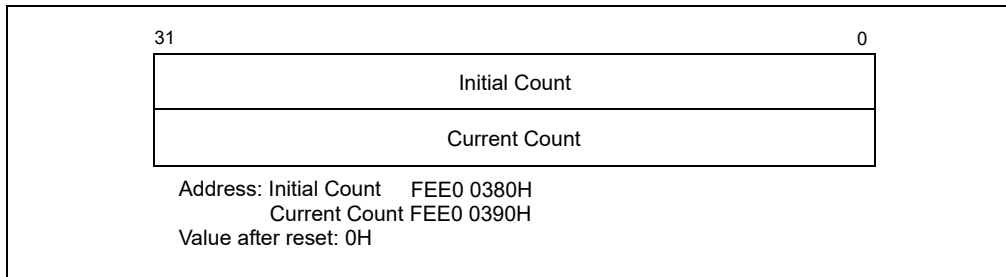 31 0
Initial Count
Current Count
Address: Initial Count FEE0 0380H
Current Count FEE0 0390H
Value after reset: 0H